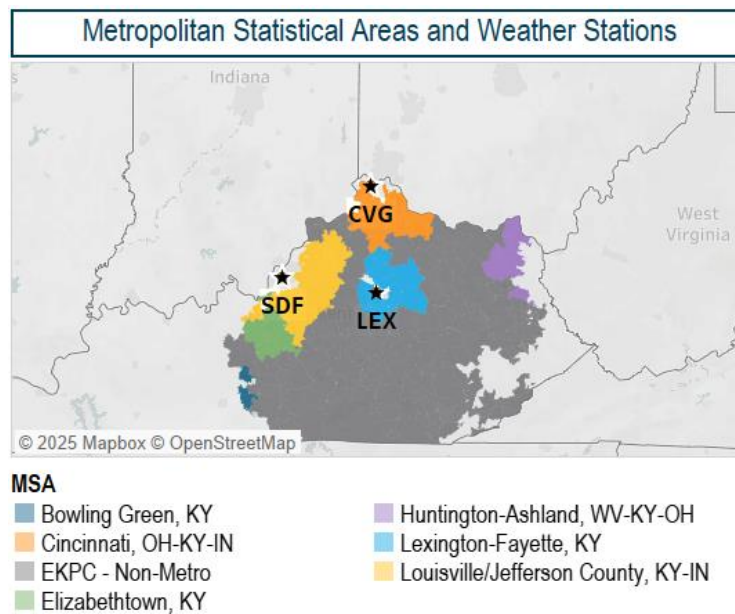 Metropolitan Statistical Areas and Weather Stations
Indiana
CVG
West
Virginia
SDF
LEX
© 2025 Mapbox © OpenStreetMap
MSA
Bowling Green, KY
Huntington-Ashland, WV-KY-OH
Cincinnati, OH-KY-IN
Lexington-Fayette, KY
EKPC - Non-Metro
Louisville/Jefferson County, KY-IN
Elizabethtown, KY